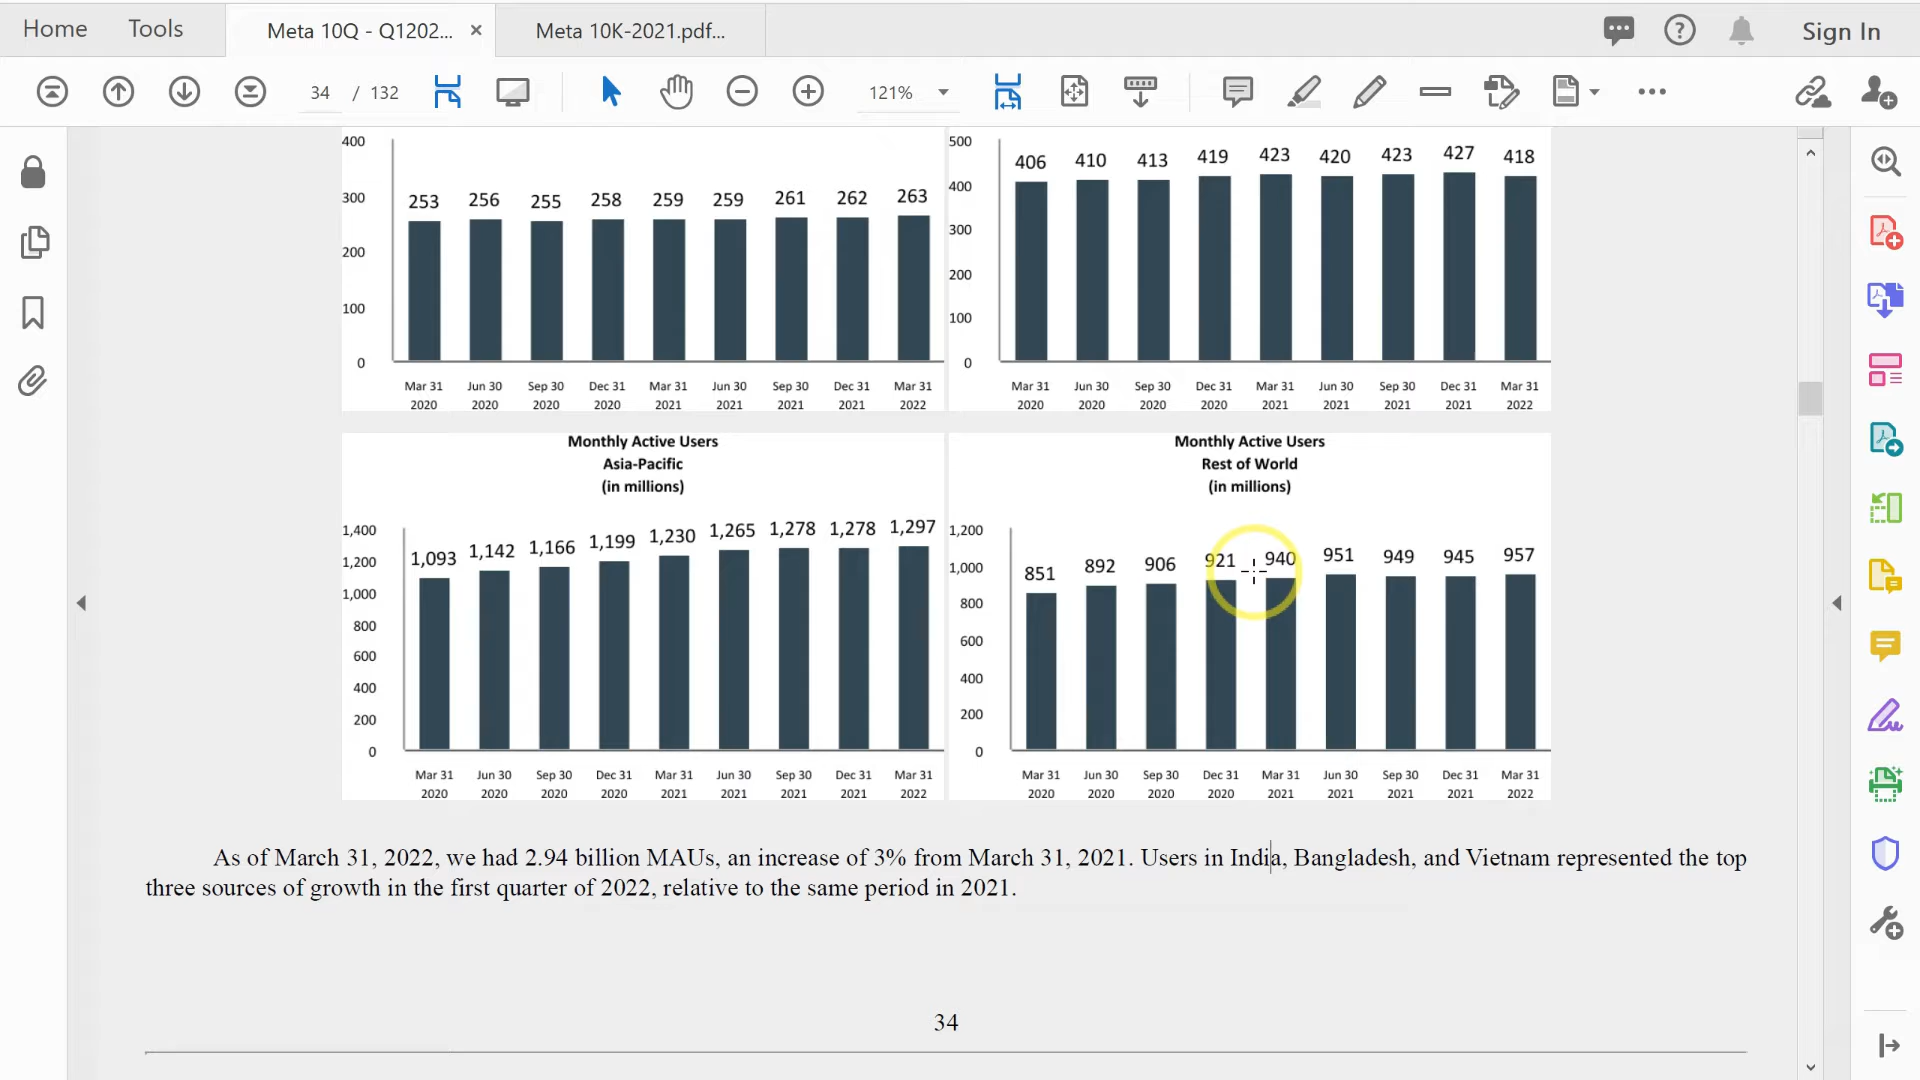 Home
Tools
Meta 10Q - Q1202...
Meta 10K-2021.pdf...
Sign In
34 / 132
121%
400
300
200
100
0
253 256 255 258 259 259 261 262 263
Mar 31 Jun 30 Sep 30 Dec 31 Mar 31 Jun 30 Sep 30 Dec 31 Mar 31
2020 2020 2020 2020 2021 2021 2021 2021 2022
500
400
300
200
100
0
406 410 413 419 423 420 423 427 418
Mar 31 Jun 30 Sep 30 Dec 31 Mar 31 Jun 30 Sep 30 Dec 31 Mar 31
2020 2020 2020 2020 2021 2021 2021 2021 2022
Monthly Active Users
Asia-Pacific
(in millions)
1,400
1,200
1,000
800
600
400
200
0
1,093 1,142 1,166 1,199 1,230 1,265 1,278 1,278 1,297
Mar 31 Jun 30 Sep 30 Dec 31 Mar 31 Jun 30 Sep 30 Dec 31 Mar 31
2020 2020 2020 2020 2021 2021 2021 2021 2022
Monthly Active Users
Rest of World
(in millions)
1,200
1,000
800
600
400
200
0
851 892 906 921 940 951 949 945 957
Mar 31 Jun 30 Sep 30 Dec 31 Mar 31 Jun 30 Sep 30 Dec 31 Mar 31
2020 2020 2020 2020 2021 2021 2021 2021 2022
As of March 31, 2022, we had 2.94 billion MAUs, an increase of 3% from March 31, 2021. Users in India, Bangladesh, and Vietnam represented the top
three sources of growth in the first quarter of 2022, relative to the same period in 2021.
34